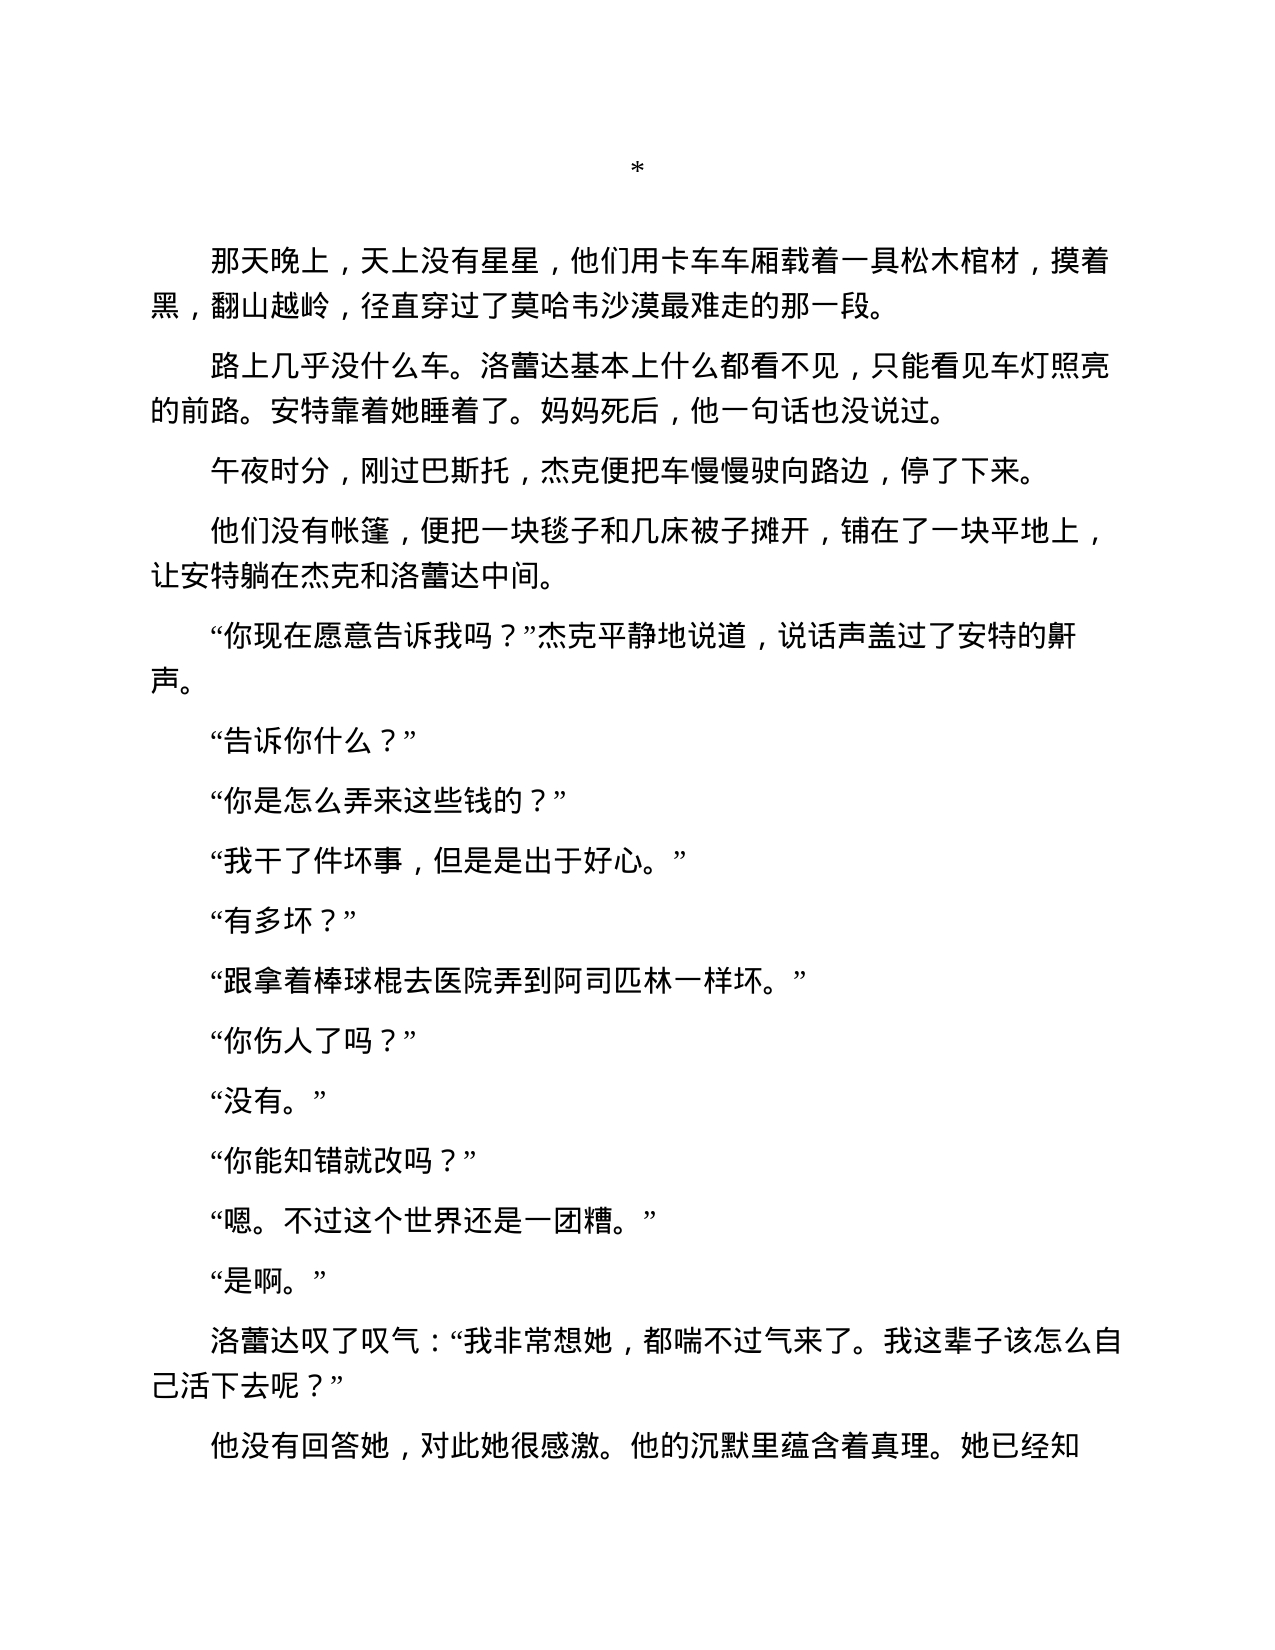 *
那天晚上，天上没有星星，他们用卡车车厢载着一具松木棺材，摸着
黑，翻山越岭，径直穿过了莫哈韦沙漠最难走的那一段。
路上几乎没什么车。洛蕾达基本上什么都看不见，只能看见车灯照亮
的前路。安特靠着她睡着了。妈妈死后，他一句话也没说过。
午夜时分，刚过巴斯托，杰克便把车慢慢驶向路边，停了下来。
他们没有帐篷，便把一块毯子和几床被子摊开，铺在了一块平地上，
让安特躺在杰克和洛蕾达中间。
“你现在愿意告诉我吗？”杰克平静地说道，说话声盖过了安特的鼾
声。
“告诉你什么？”
“你是怎么弄来这些钱的？”
“我干了件坏事，但是是出于好心。”
“有多坏？”
“跟拿着棒球棍去医院弄到阿司匹林一样坏。”
“你伤人了吗？”
“没有。”
“你能知错就改吗？”
“嗯。不过这个世界还是一团糟。”
“是啊。”
洛蕾达叹了叹气：“我非常想她，都喘不过气来了。我这辈子该怎么自
己活下去呢？”
他没有回答她，对此她很感激。他的沉默里蕴含着真理。她已经知